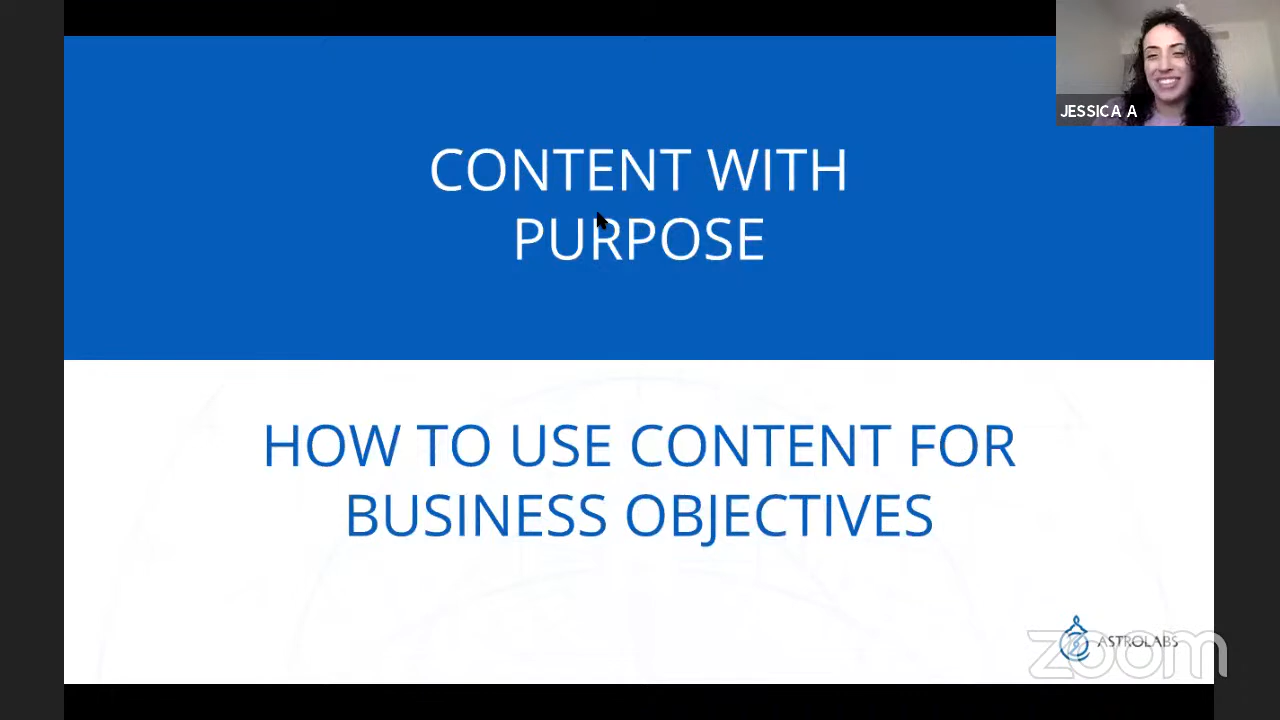 JESSICA A
CONTENT WITH
PURPOSE
HOW TO USE CONTENT FOR
BUSINESS OBJECTIVES
ASTROLABS
zoom